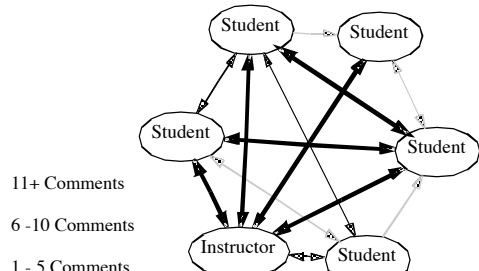 Student
Student
Student
Student
11+ Comments
6 -10 Comments
Instructor
Student
1 - 5 Comments